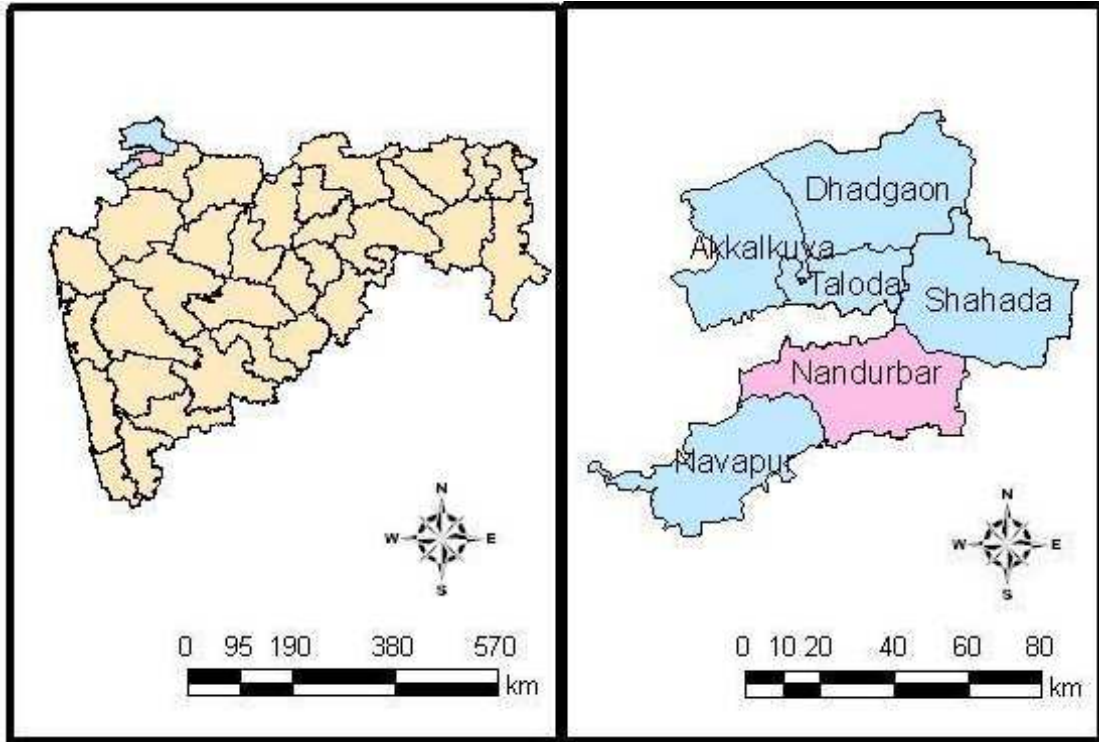 N
W E
S
0 95 190 380 570
km
Dhadgaon
Akkalkuva
Taloda
Shahada
Nandurbar
Navapur
N
W E
S
0 10 20 40 60 80
km